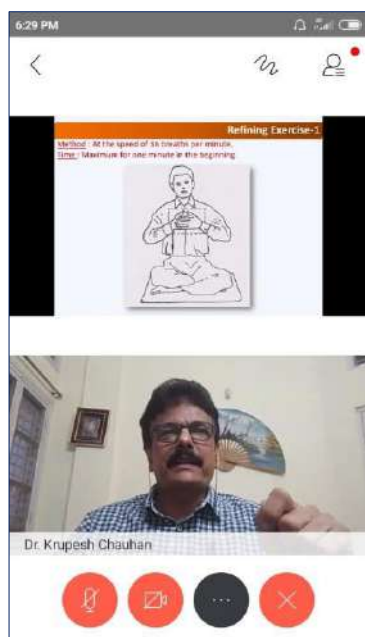 6:29 PM
Refining Exercise-1
Method : At the speed of 36 breaths per minute.
Time : Maximum for one minute in the beginning
Dr. Krupesh Chauhan